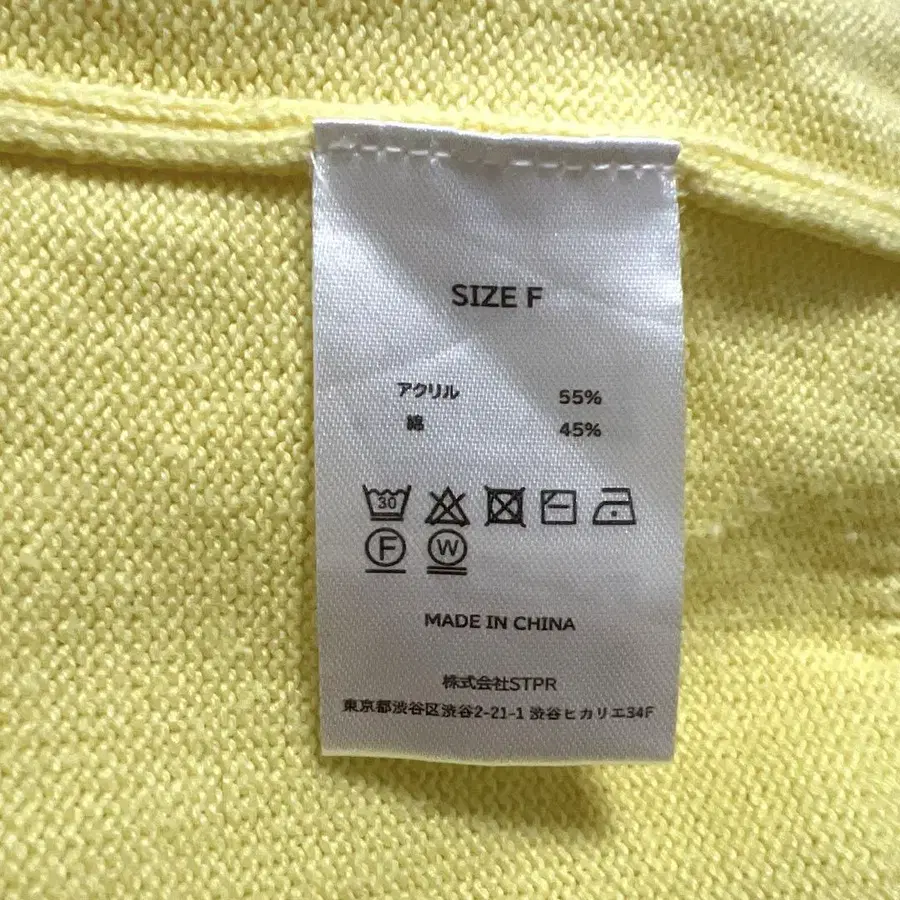 SIZE F
アクリル 55%
綿 45%
30
F W
MADE IN CHINA
株式会社STPR
東京都渋谷区渋谷2-21-1 渋谷ヒカリエ34F